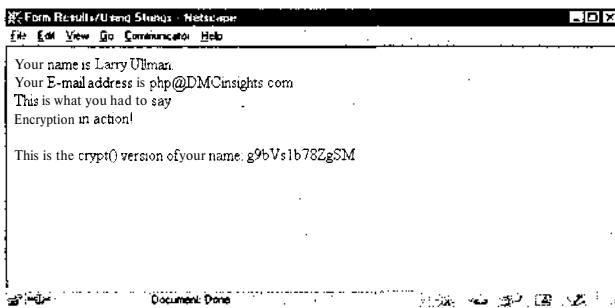 Form Results/Using Strings - Netscape
File Edit View Go Communicator Help
Your name is Larry Ullman.
Your E-mail address is php@DMCinsights com
This is what you had to say
Encryption in action!
This is the crypt() version ofyour name: g9bVs1b78ZgSM
Document: Done